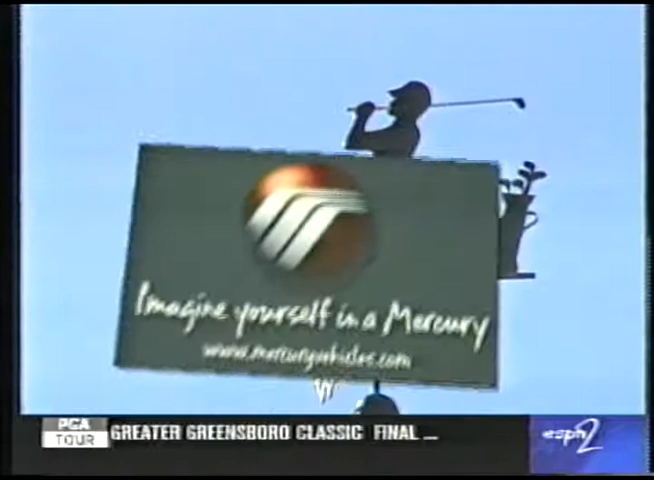 Imagine yourself in a Mercury
www.mercuryvehicles.com
W
PGA
TOUR
GREATER GREENSBORO CLASSIC FINAL ...
espn2